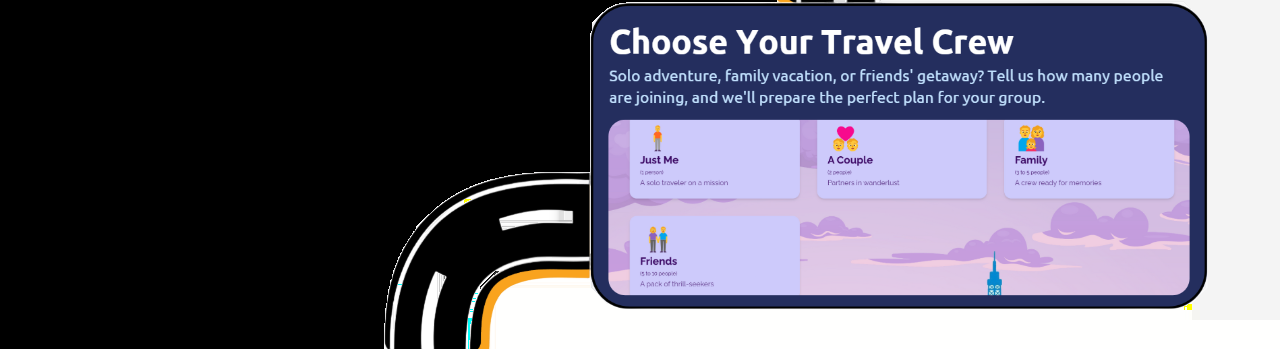 Choose Your Travel Crew
Solo adventure, family vacation, or friends' getaway? Tell us how many people
are joining, and we'll prepare the perfect plan for your group.
Just Me
(1 person)
A solo traveler on a mission
A Couple
(2 people)
Partners in wanderlust
Family
(3 to 5 people)
A crew ready for memories
Friends
(5 to 10 people)
A pack of thrill-seekers